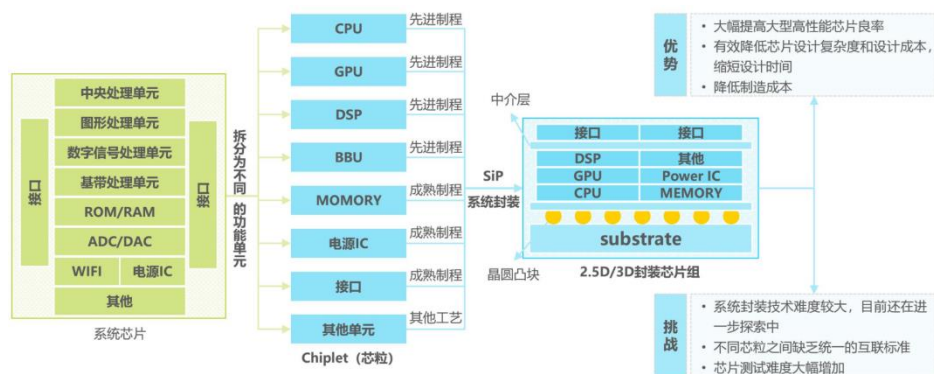 中央处理单元
图形处理单元
数字信号处理单元
基带处理单元
ROM/RAM
ADC/DAC
WIFI
电源IC
其他
接口
接口
系统芯片
拆分为不同
的功能单元
CPU
GPU
DSP
BBU
MOMORY
电源IC
接口
其他单元
Chiplet（芯粒）
先进制程
先进制程
先进制程
先进制程
成熟制程
成熟制程
成熟制程
其他工艺
SiP
系统封装
中介层
接口
接口
DSP
其他
GPU
Power IC
CPU
MEMORY
substrate
晶圆凸块
2.5D/3D封装芯片组
优势
• 大幅提高大型高性能芯片良率
• 有效降低芯片设计复杂度和设计成本，
缩短设计时间
• 降低制造成本
挑战
• 系统封装技术难度较大，目前还在进
一步探索中
• 不同芯粒之间缺乏统一的互联标准
• 芯片测试难度大幅增加